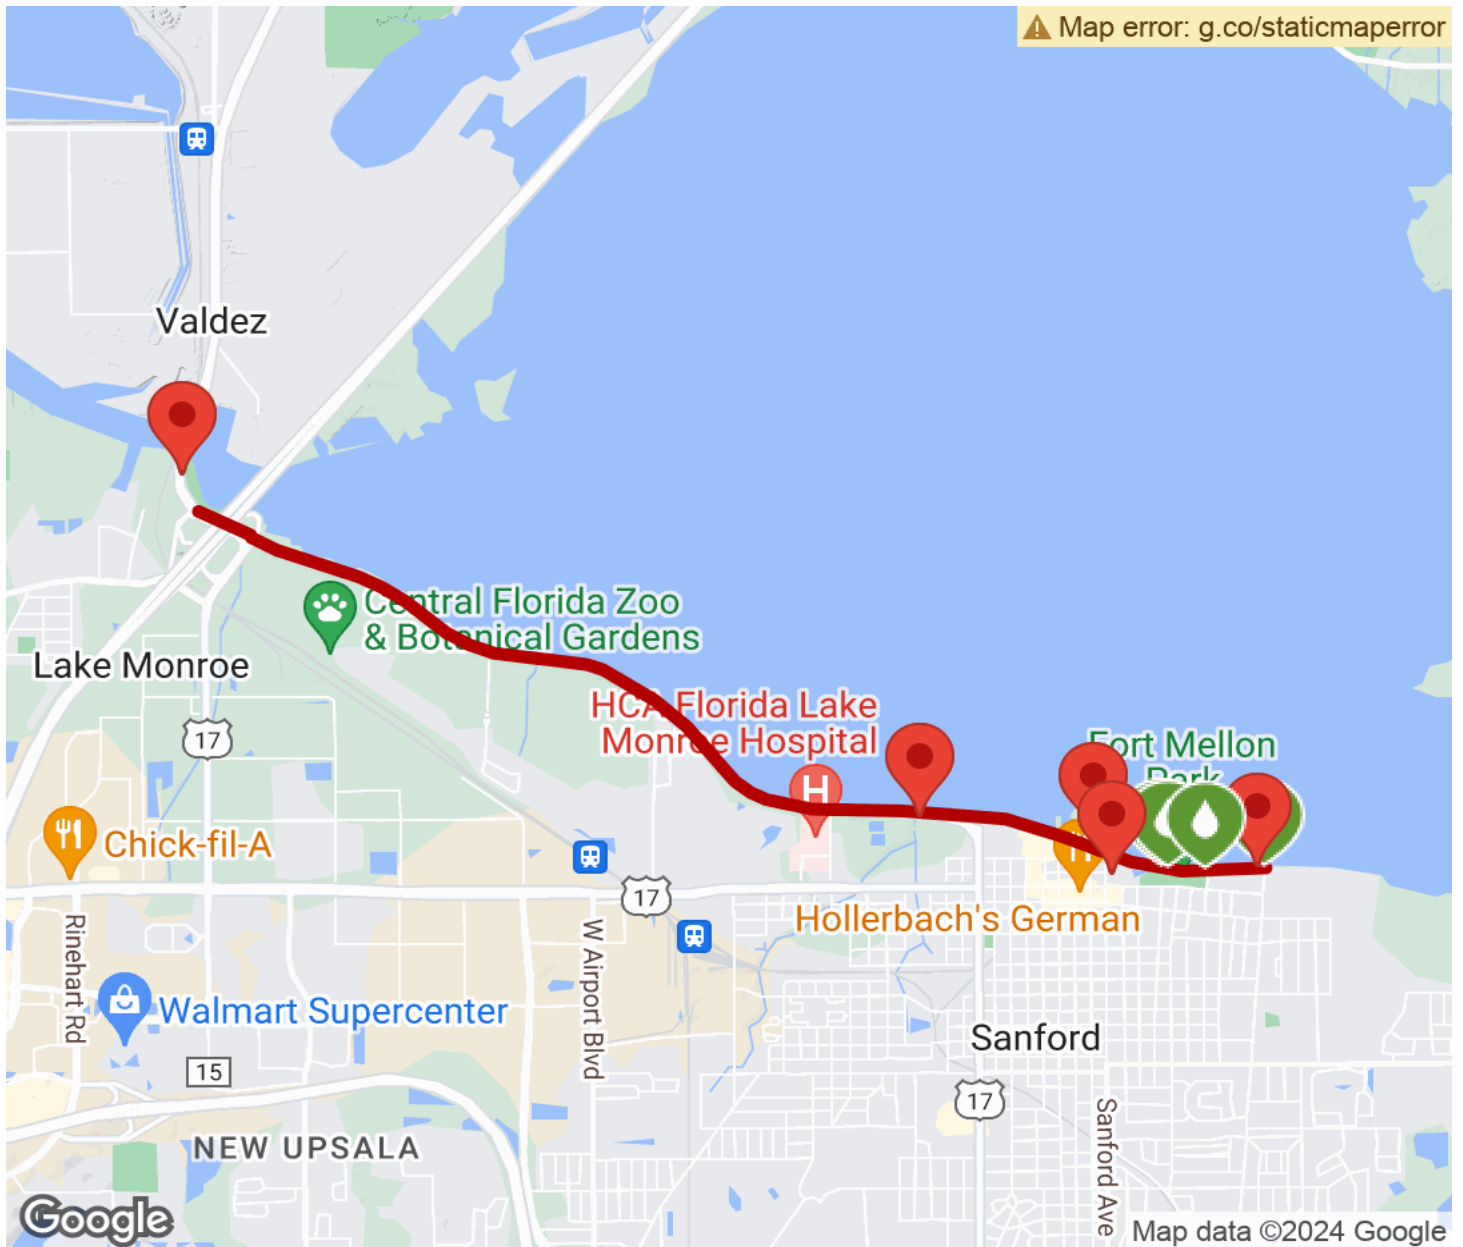 Map error: g.co/staticmaperror
Valdez
Central Florida Zoo
& Botanical Gardens
Lake Monroe
HCA Florida Lake
Monroe Hospital
17
Fort Mellon
Park
H
Chick-fil-A
17
Hollerbach's German
Rinehart Rd
W Airport Blvd
Walmart Supercenter
Sanford
15
17
Sanford Ave
NEW UPSALA
Google
Map data ©2024 Google